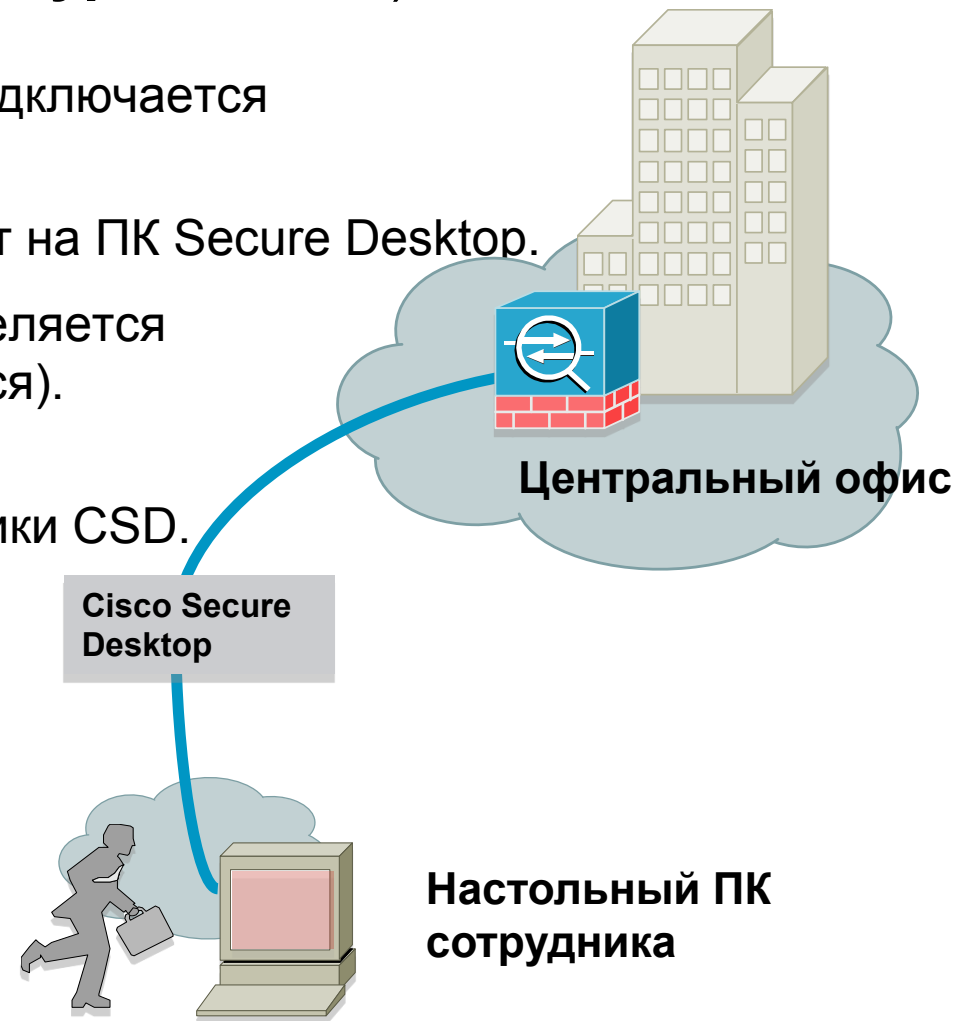 дключается
т на ПК Secure Desktop.
еляется
ся).
Центральный офис
ики CSD.
Cisco Secure
Desktop
Настольный ПК
сотрудника